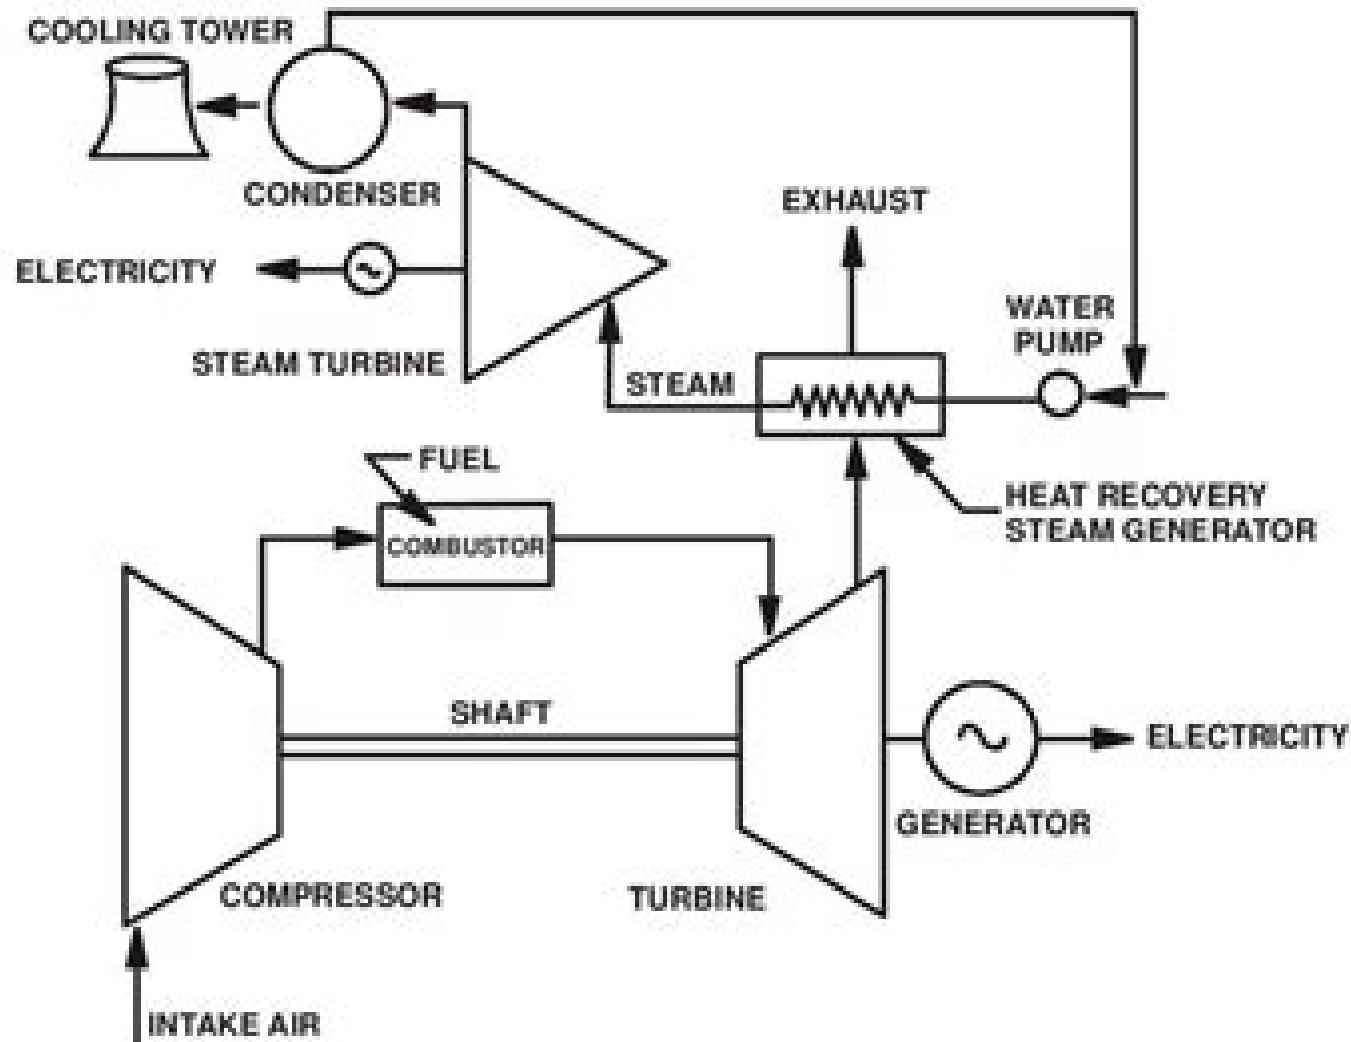 COOLING TOWER
CONDENSER
EXHAUST
ELECTRICITY
WATER
PUMP
STEAM TURBINE
STEAM
FUEL
HEAT RECOVERY
STEAM GENERATOR
COMBUSTOR
SHAFT
ELECTRICITY
GENERATOR
COMPRESSOR
TURBINE
INTAKE AIR